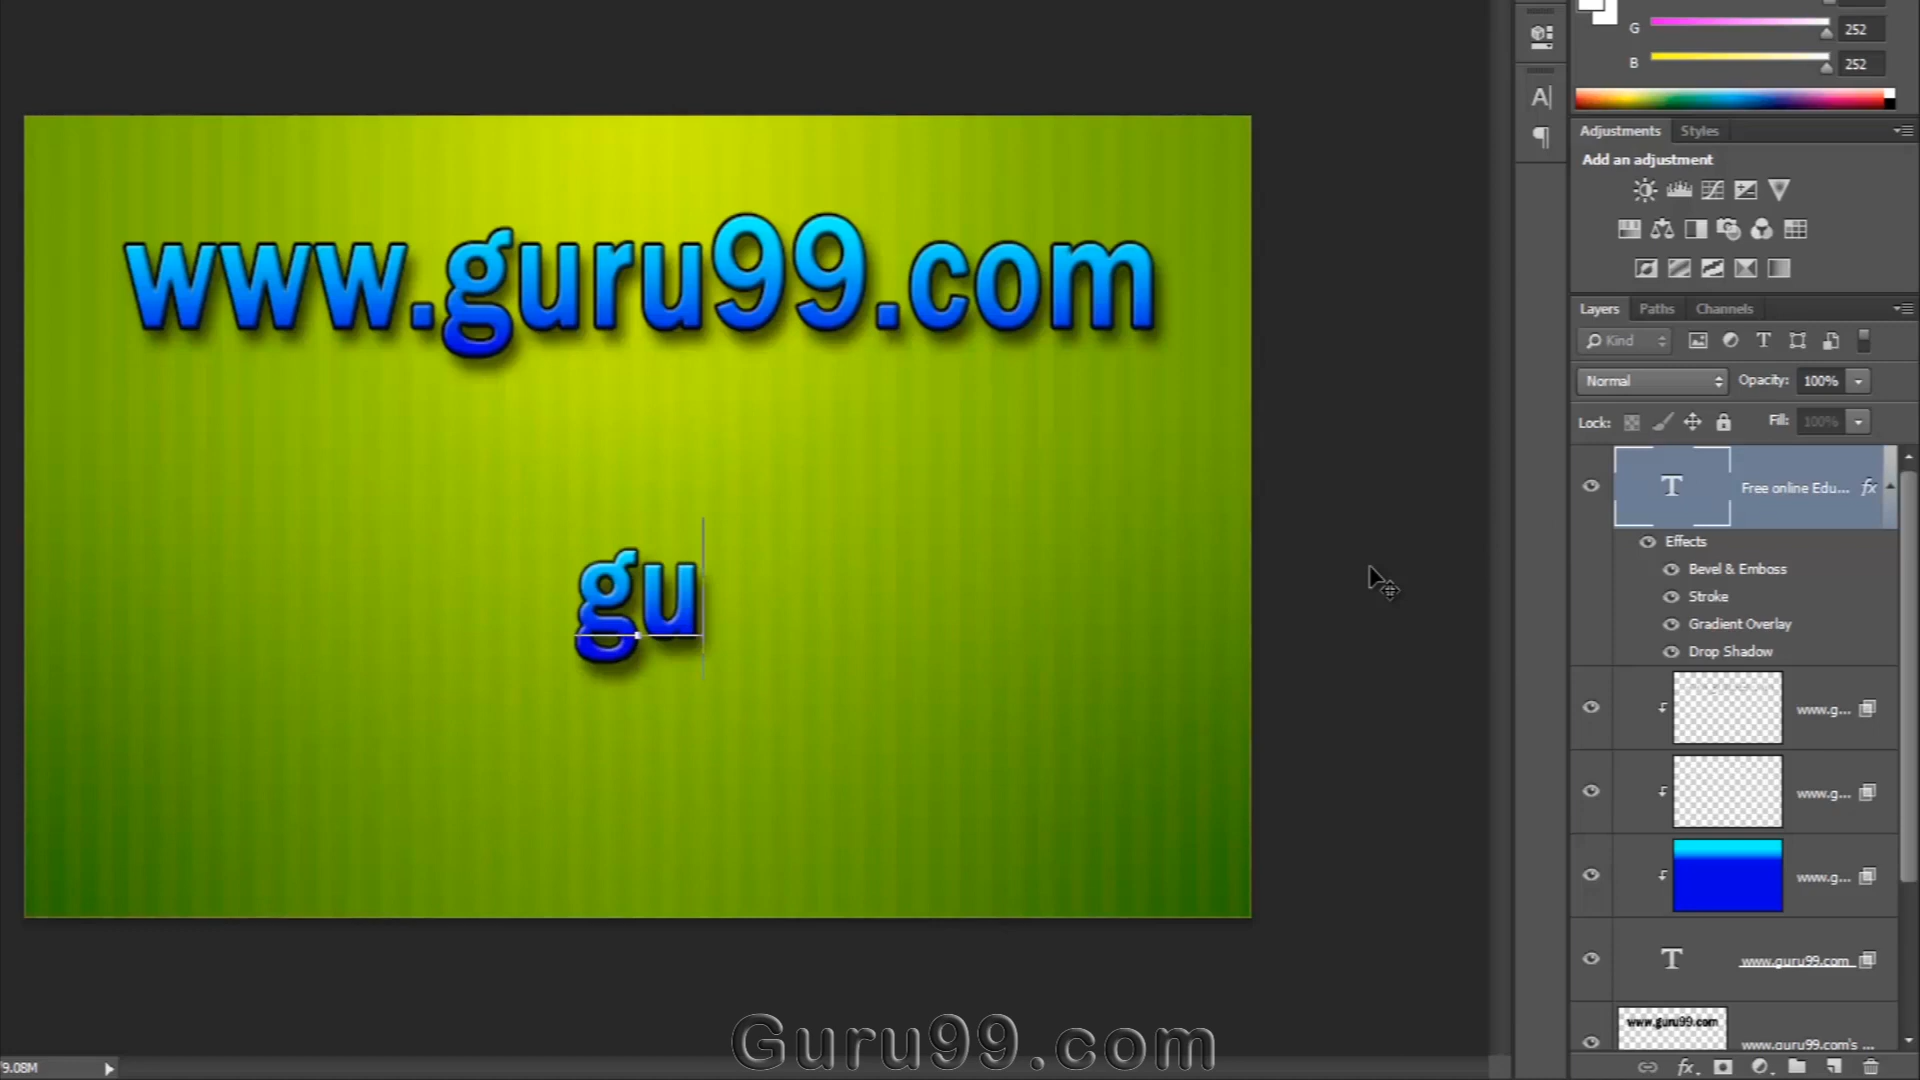 G 252
B 252
Adjustments Styles
Add an adjustment
Layers Paths Channels
Kind
Normal Opacity: 100%
Lock: Fill: 100%
T Free online Edu... fx
Effects
Bevel & Emboss
Stroke
Gradient Overlay
Drop Shadow
www.g...
www.g...
www.g...
T www.guru99.com
www.guru99.com www.guru99.com's ...
fx
A
¶
www.guru99.com
gu
Guru99.com
9.08M